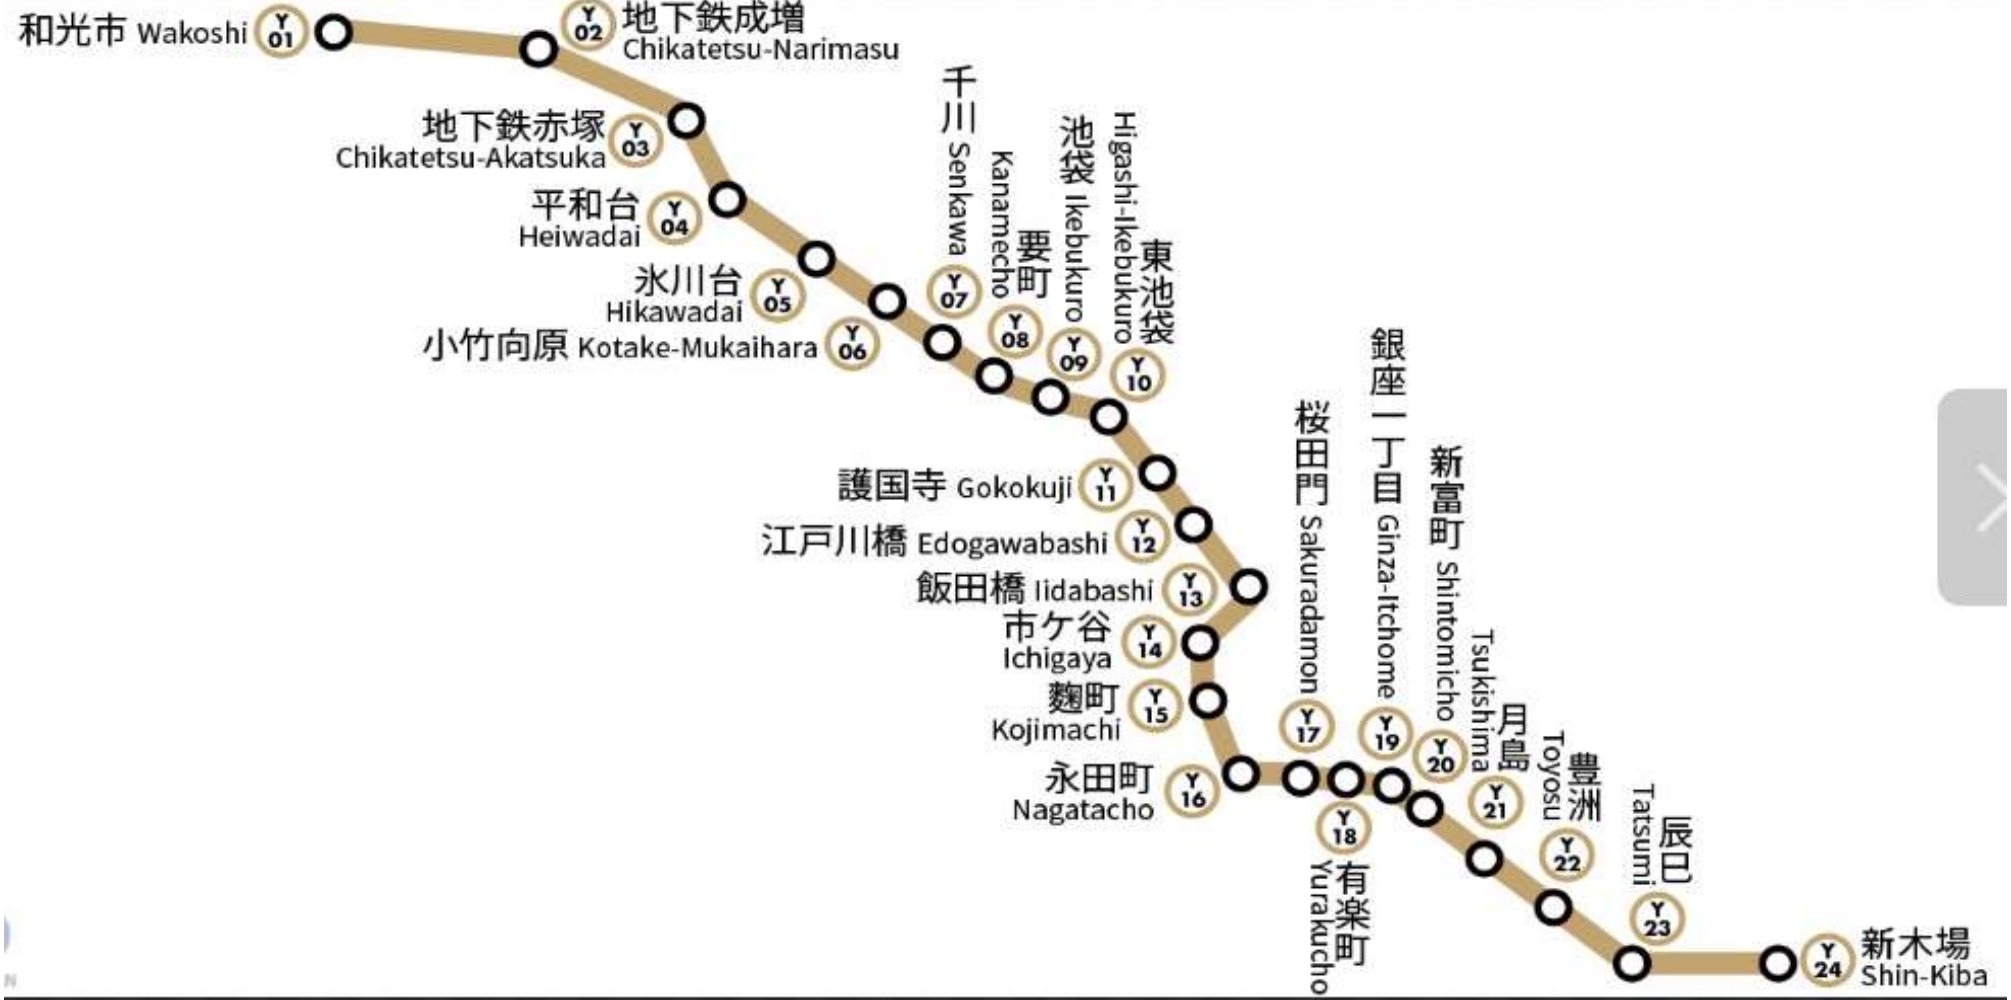 和光市 Wakoshi
Y
01
Y
02
地下鉄成増
Chikatetsu-Narimasu
地下鉄赤塚
Chikatetsu-Akatsuka
Y
03
平和台
Heiwadai
Y
04
氷川台
Hikawadai
Y
05
小竹向原 Kotake-Mukaihara
Y
06
千川 Senkawa
Y
07
要町
Kanamecho
Y
08
池袋 Ikebukuro
Y
09
東池袋
Higashi-Ikebukuro
Y
10
護国寺 Gokokuji
Y
11
江戸川橋 Edogawabashi
Y
12
飯田橋 Iidabashi
Y
13
市ケ谷
Ichigaya
Y
14
麴町
Kojimachi
Y
15
永田町
Nagatacho
Y
16
桜田門 Sakuradamon
Y
17
Y
18
有楽町
Yurakucho
銀座一丁目 Ginza-Itchome
Y
19
新富町 Shintomicho
Y
20
月島
Tsukishima
Y
21
豊洲
Toyosu
Y
22
辰巳
Tatsumi
Y
23
Y
24
新木場
Shin-Kiba
N